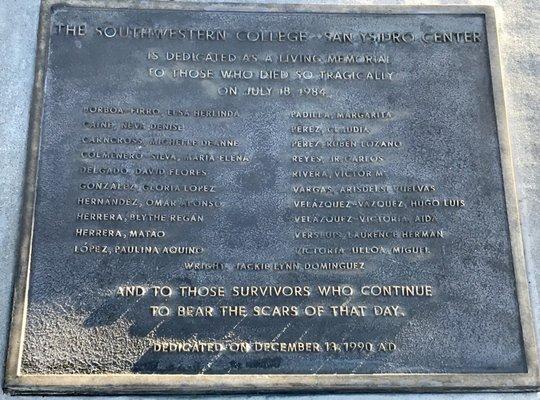 THE SOUTHWESTERN COLLEGE - SAN YSIDRO CENTER
IS DEDICATED AS A LIVING MEMORIAL
TO THOSE WHO DIED SO TRAGICALLY
ON JULY 18, 1984.
BORBOA-FIRRO, ELSA HERLINDA
CAINE, NEVA DENISE
CARNCROSS, MICHELLE DEANNE
COLMENERO-SILVA, MARIA ELENA
DELGADO, DAVID FLORES
GONZALEZ, GLORIA LOPEZ
HERNÁNDEZ, OMAR ALONSO
HERRERA, BLYTHE REGAN
HERRERA, MATAO
LÓPEZ, PAULINA AQUINO
PADILLA, MARGARITA
PEREZ, CLAUDIA
PEREZ, RUBEN LOZANO
REYES, JR. CARLOS
RIVERA, VICTOR M.
VARGAS, ARISDELSI VUELVAS
VELÁZQUEZ-VAZQUEZ, HUGO LUIS
VELÁZQUEZ-VICTORIA, AIDA
VERSLUIS, LAURENCE HERMAN
VICTORIA-ULLOA, MIGUEL
WRIGHT, JACKIE LYNN DOMINGUEZ
AND TO THOSE SURVIVORS WHO CONTINUE
TO BEAR THE SCARS OF THAT DAY.
DEDICATED ON DECEMBER 13, 1990 A.D.